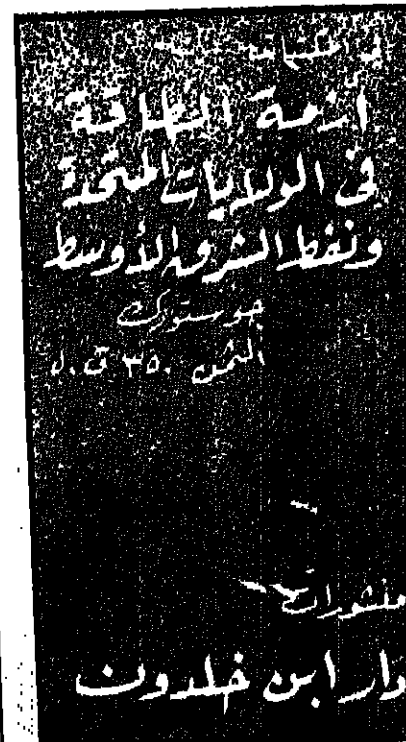 أزمة الطاقة
في الولايات المتحدة
ونفط الشرق الأوسط
جو ستورك
الثمن ٣٥٠ ق.ل
منشورات
دار ابن خلدون